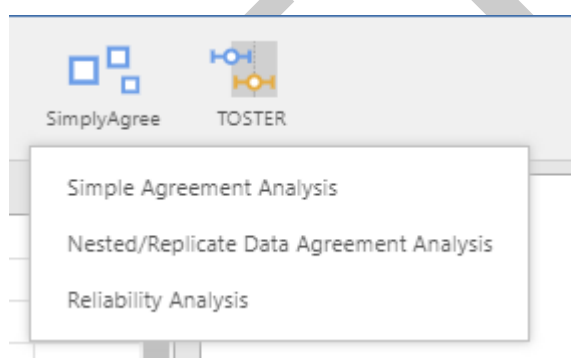 SimplyAgree TOSTER
Simple Agreement Analysis
Nested/Replicate Data Agreement Analysis
Reliability Analysis